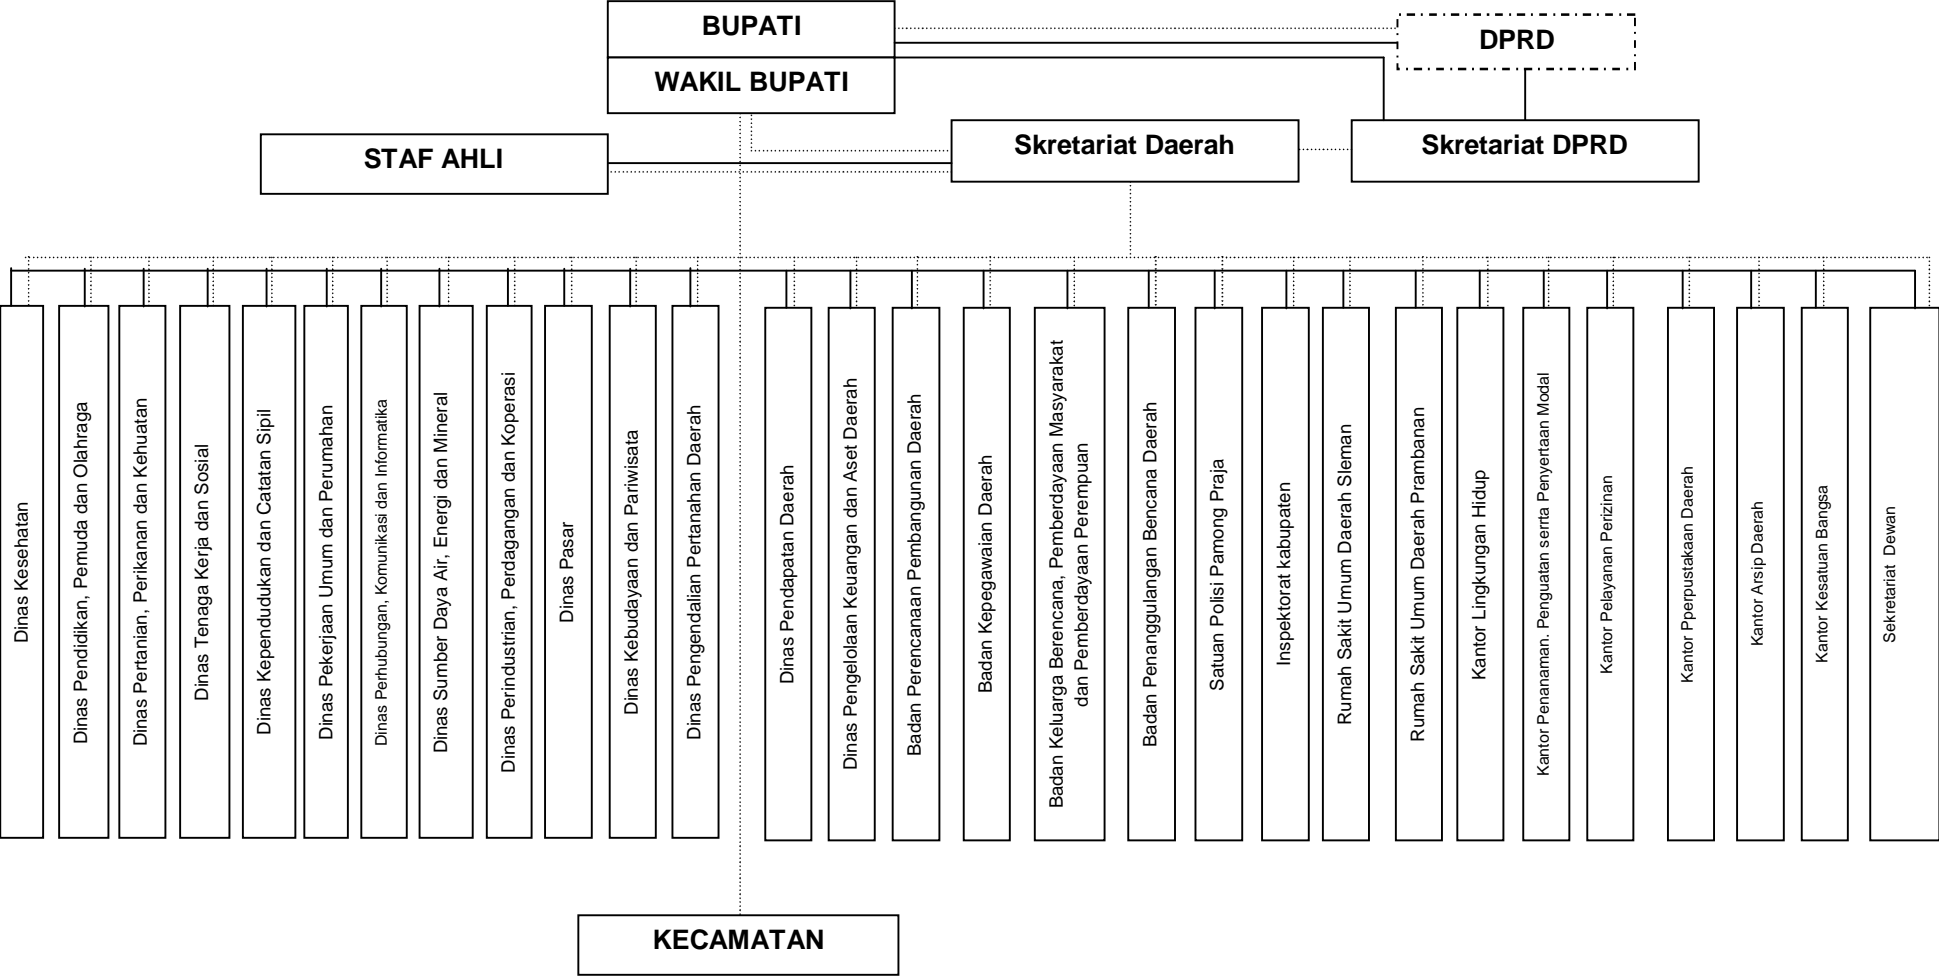 BUPATI
DPRD
WAKIL BUPATI
STAF AHLI
Skretariat Daerah
Skretariat DPRD
Dinas Kesehatan
Dinas Pendidikan, Pemuda dan Olahraga
Dinas Pertanian, Perikanan dan Kehuatan
Dinas Tenaga Kerja dan Sosial
Dinas Kependudukan dan Catatan Sipil
Dinas Pekerjaan Umum dan Perumahan
Dinas Perhubungan, Komunikasi dan Informatika
Dinas Sumber Daya Air, Energi dan Mineral
Dinas Perindustrian, Perdagangan dan Koperasi
Dinas Pasar
Dinas Kebudayaan dan Pariwisata
Dinas Pengendalian Pertanahan Daerah
Dinas Pendapatan Daerah
Dinas Pengelolaan Keuangan dan Aset Daerah
Badan Perencanaan Pembangunan Daerah
Badan Kepegawaian Daerah
Badan Keluarga Berencana, Pemberdayaan Masyarakat
dan Pemberdayaan Perempuan
Badan Penanggulangan Bencana Daerah
Satuan Polisi Pamong Praja
Inspektorat kabupaten
Rumah Sakit Umum Daerah Sleman
Rumah Sakit Umum Daerah Prambanan
Kantor Lingkungan Hidup
Kantor Penanaman. Penguatan serrta Penyertaan Modal
Kantor Pelayanan Perizinan
Kantor Pperpustakaan Daerah
Kantor Arsip Daerah
Kantor Kesatuan Bangsa
Sekretariat Dewan
KECAMATAN